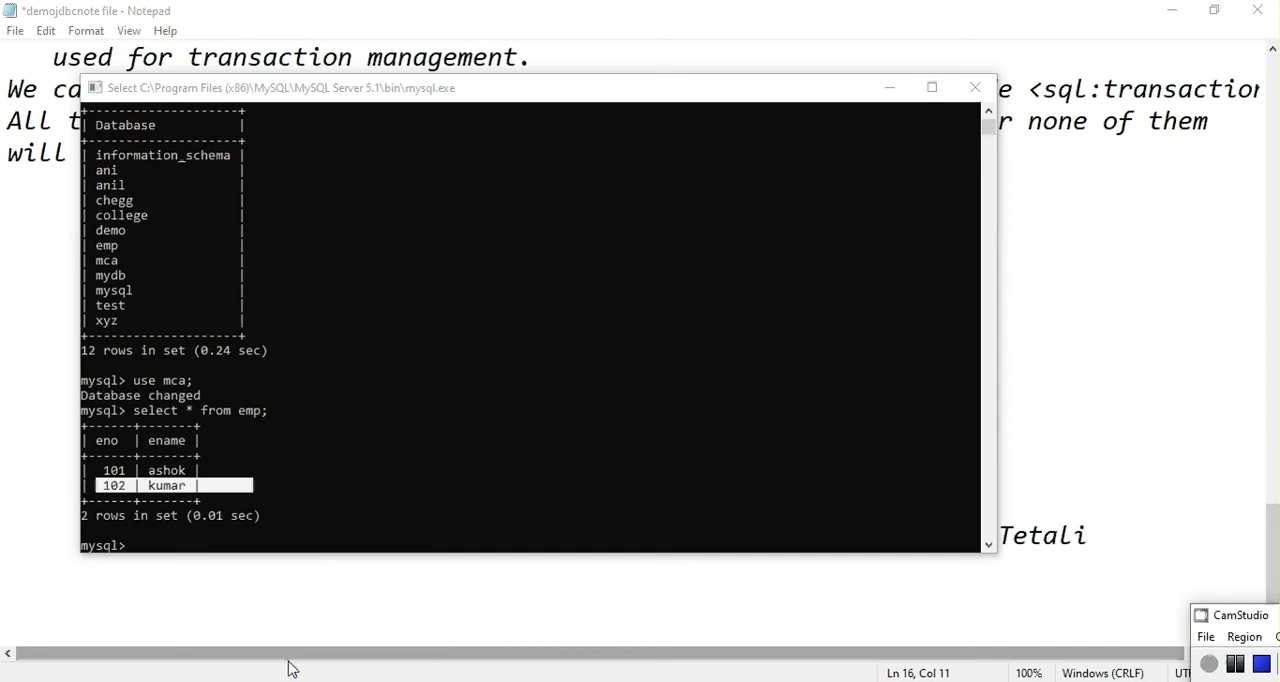 *demojdbcnote file - Notepad
File Edit Format View Help
used for transaction management.
We ca
e <sql:transaction
All t
r none of them
will
Select C:\Program Files (x86)\MySQL\MySQL Server 5.1\bin\mysql.exe
+--------------------+
| Database |
+--------------------+
| information_schema |
| ani |
| anil |
| chegg |
| college |
| demo |
| emp |
| mca |
| mydb |
| mysql |
| test |
| xyz |
+--------------------+
12 rows in set (0.24 sec)
mysql> use mca;
Database changed
mysql> select * from emp;
+------+-------+
| eno | ename |
+------+-------+
| 101 | ashok |
| 102 | kumar |
+------+-------+
2 rows in set (0.01 sec)
mysql>
Tetali
CamStudio
File Region
Ln 16, Col 11 100% Windows (CRLF)